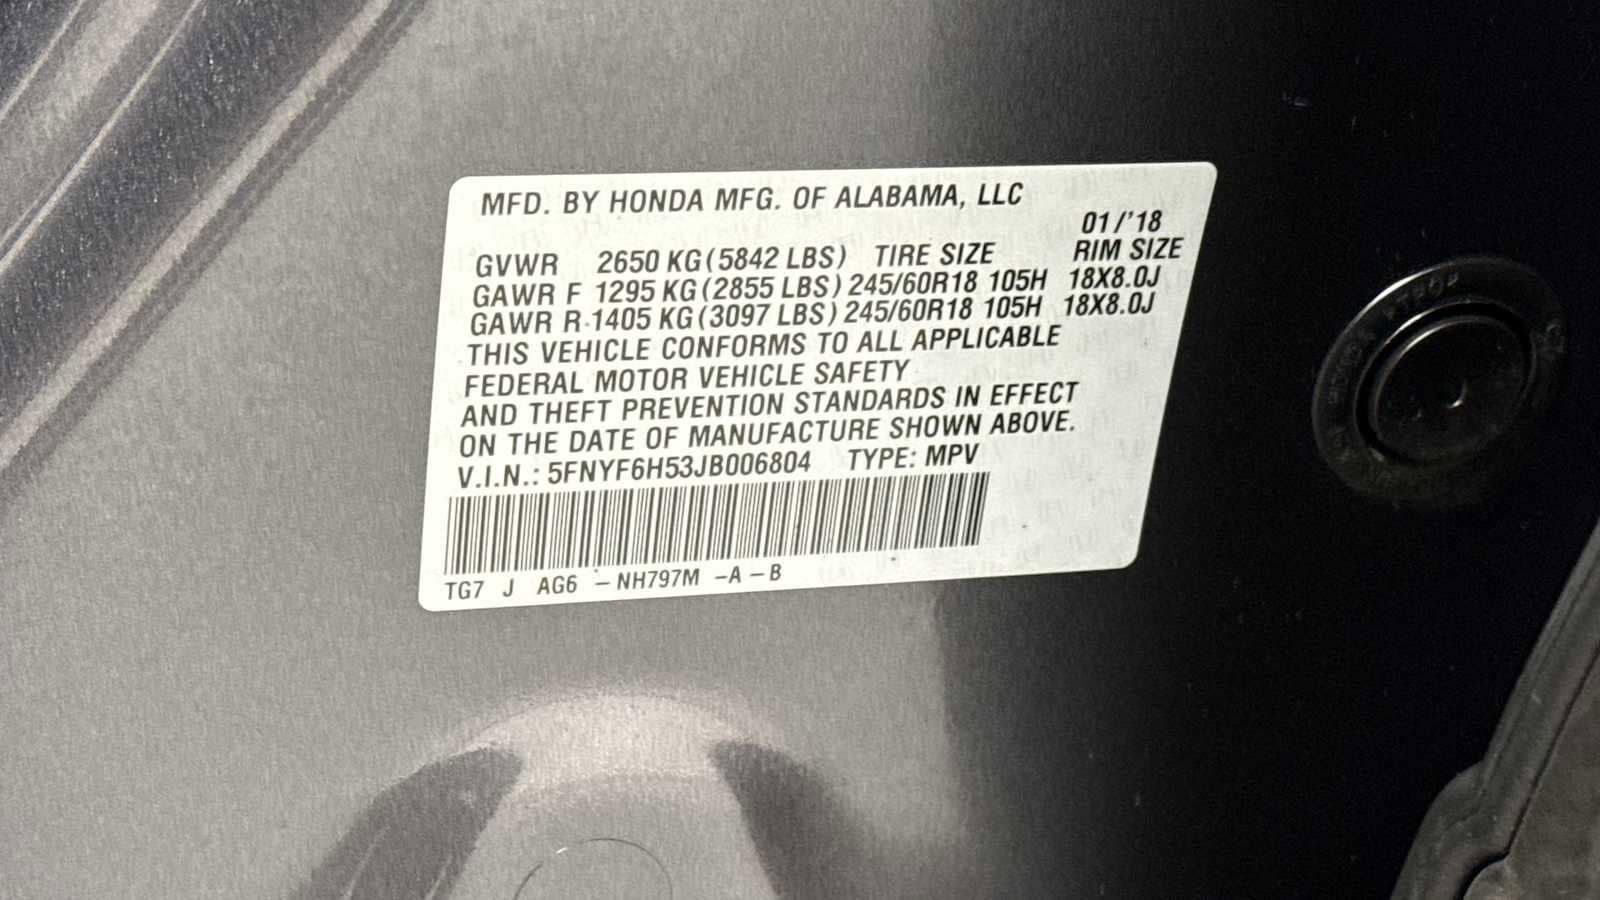 MFD. BY HONDA MFG. OF ALABAMA, LLC
01/'18
GVWR 2650 KG(5842 LBS) TIRE SIZE RIM SIZE
GAWR F 1295 KG(2855 LBS) 245/60R18 105H 18X8.0J
GAWR R 1405 KG(3097 LBS) 245/60R18 105H 18X8.0J
THIS VEHICLE CONFORMS TO ALL APPLICABLE
FEDERAL MOTOR VEHICLE SAFETY
AND THEFT PREVENTION STANDARDS IN EFFECT
ON THE DATE OF MANUFACTURE SHOWN ABOVE.
V.I.N.: 5FNYF6H53JB006804 TYPE: MPV
TG7 J AG6 -NH797M -A -B